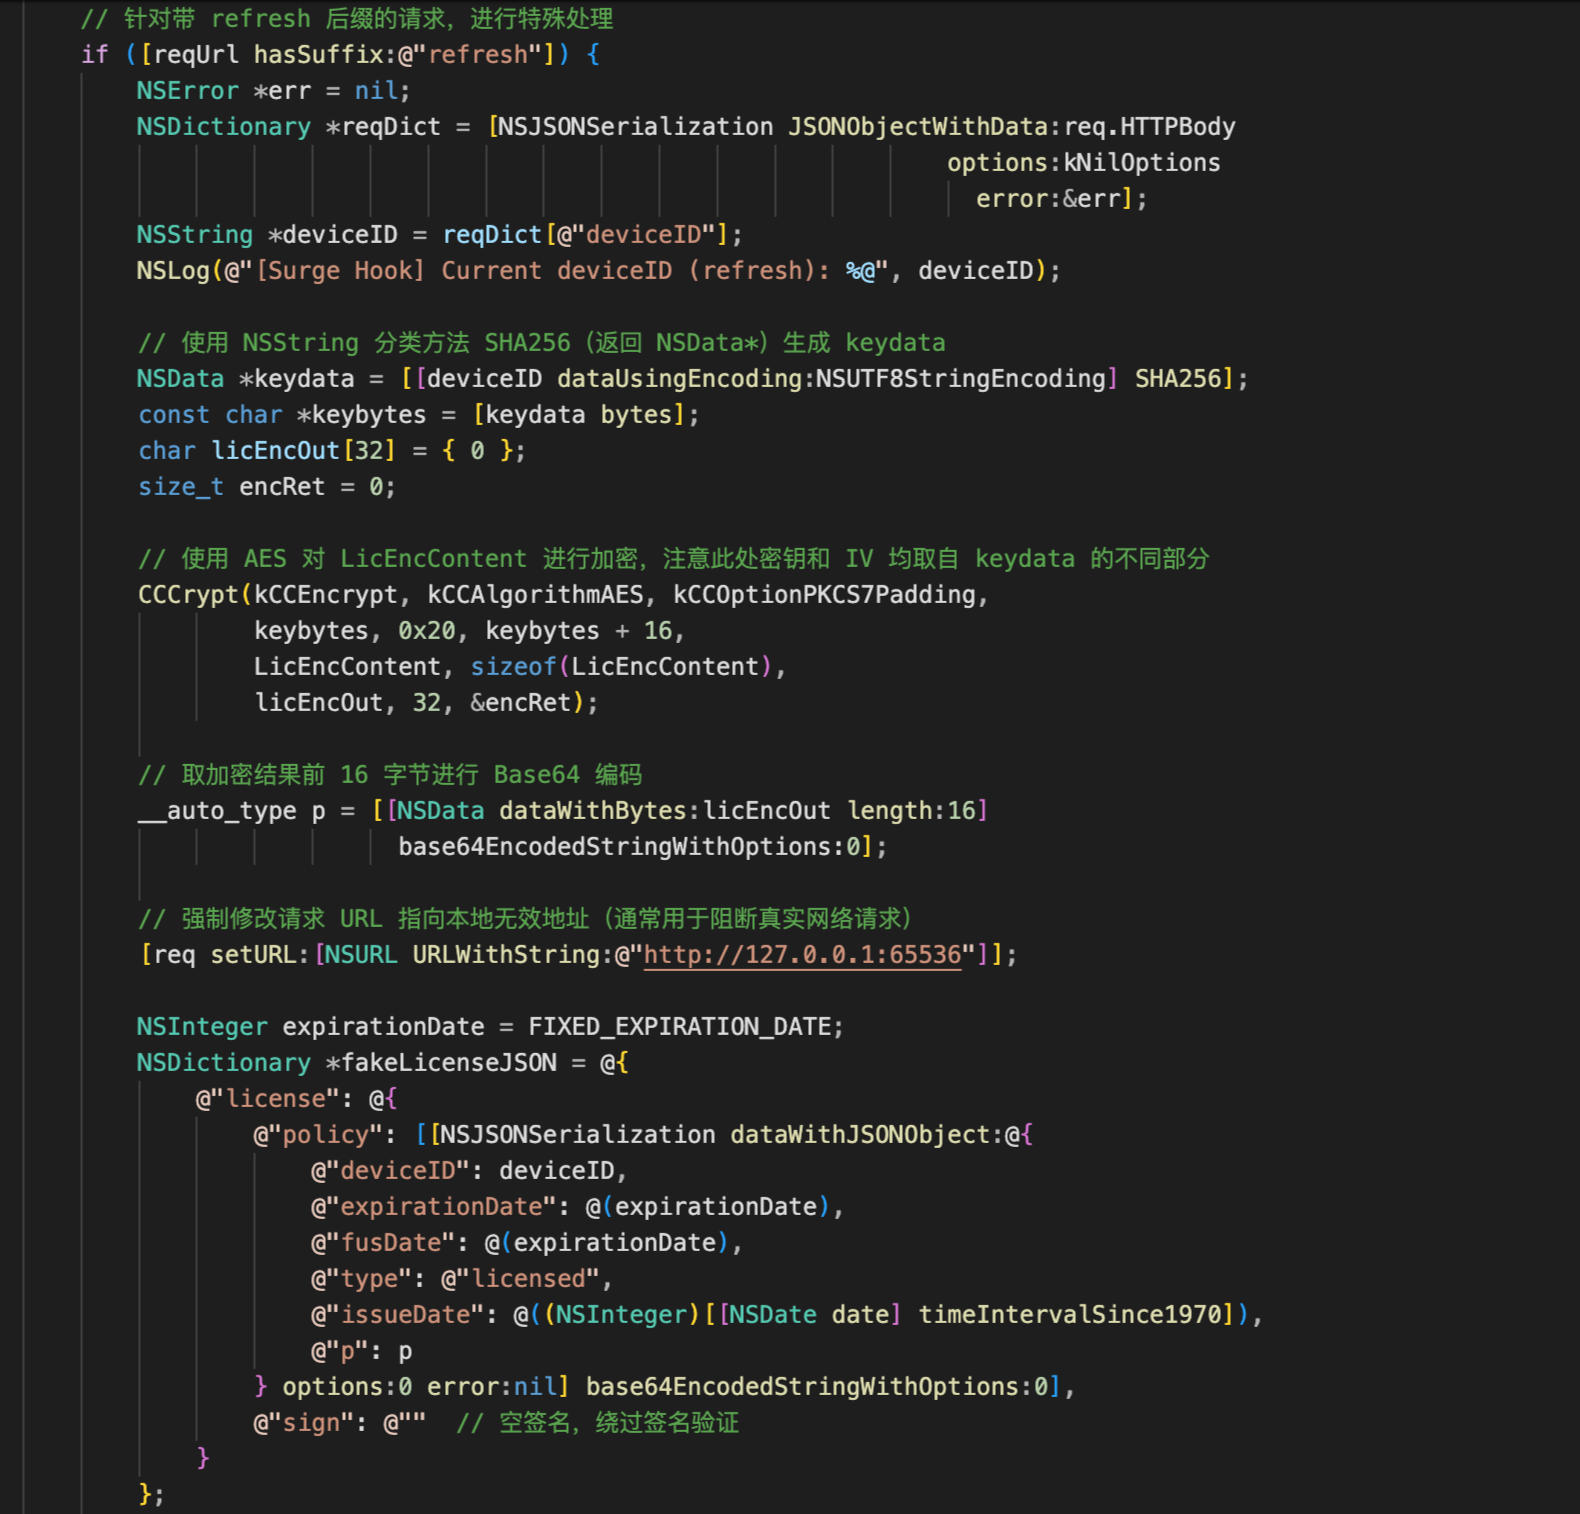 // 针对带 refresh 后缀的请求，进行特殊处理
if ([reqUrl hasSuffix:@"refresh"]) {
NSError *err = nil;
NSDictionary *reqDict = [NSJSONSerialization JSONObjectWithData:req.HTTPBody
options:kNilOptions
error:&err];
NSString *deviceID = reqDict[@"deviceID"];
NSLog(@"[Surge Hook] Current deviceID (refresh): %@", deviceID);
// 使用 NSString 分类方法 SHA256（返回 NSData*）生成 keydata
NSData *keydata = [[deviceID dataUsingEncoding:NSUTF8StringEncoding] SHA256];
const char *keybytes = [keydata bytes];
char licEncOut[32] = { 0 };
size_t encRet = 0;
// 使用 AES 对 LicEncContent 进行加密，注意此处密钥和 IV 均取自 keydata 的不同部分
CCCrypt(kCCEncrypt, kCCAlgorithmAES, kCCOptionPKCS7Padding,
keybytes, 0x20, keybytes + 16,
LicEncContent, sizeof(LicEncContent),
licEncOut, 32, &encRet);
// 取加密结果前 16 字节进行 Base64 编码
__auto_type p = [[NSData dataWithBytes:licEncOut length:16]
base64EncodedStringWithOptions:0];
// 强制修改请求 URL 指向本地无效地址（通常用于阻断真实网络请求）
[req setURL:[NSURL URLWithString:@"http://127.0.0.1:65536"]];
NSInteger expirationDate = FIXED_EXPIRATION_DATE;
NSDictionary *fakeLicenseJSON = @{
@"license": @{
@"policy": [[NSJSONSerialization dataWithJSONObject:@{
@"deviceID": deviceID,
@"expirationDate": @(expirationDate),
@"fusDate": @(expirationDate),
@"type": @"licensed",
@"issueDate": @((NSInteger)[[NSDate date] timeIntervalSince1970]),
@"p": p
} options:0 error:nil] base64EncodedStringWithOptions:0],
@"sign": @"" // 空签名，绕过签名验证
}
};